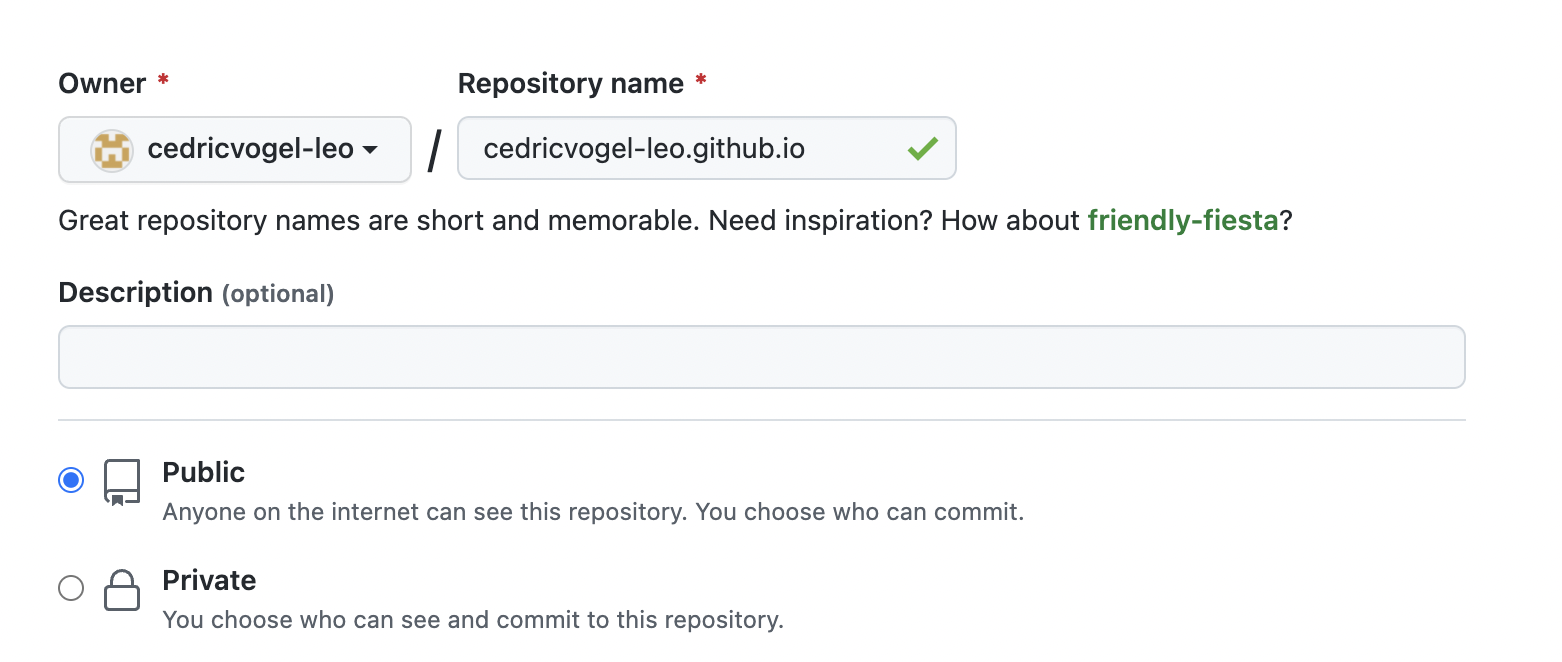 Owner * Repository name *
cedricvogel-leo / cedricvogel-leo.github.io
Great repository names are short and memorable. Need inspiration? How about friendly-fiesta?
Description (optional)
Public
Anyone on the internet can see this repository. You choose who can commit.
Private
You choose who can see and commit to this repository.